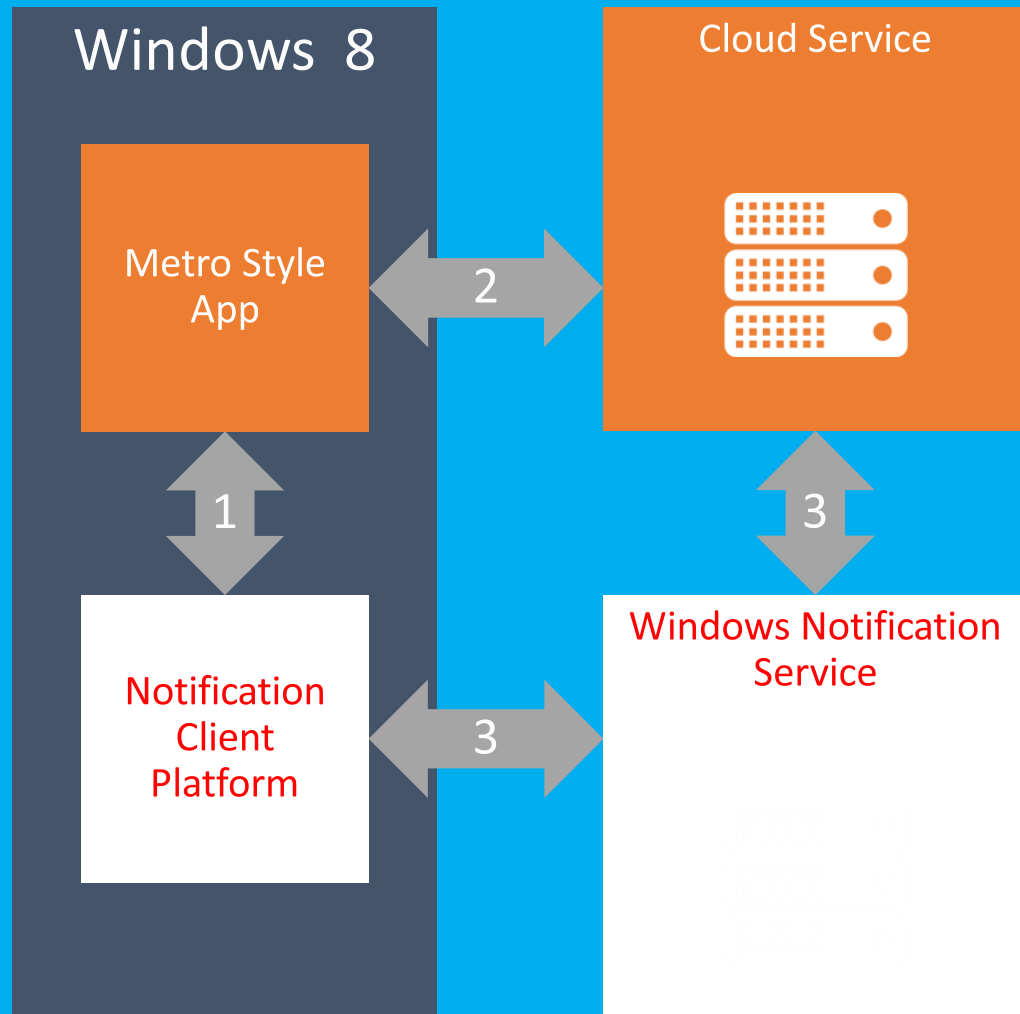 Windows 8
Cloud Service
Metro Style
App
2
1
3
Notification
Client
Platform
3
Windows Notification
Service